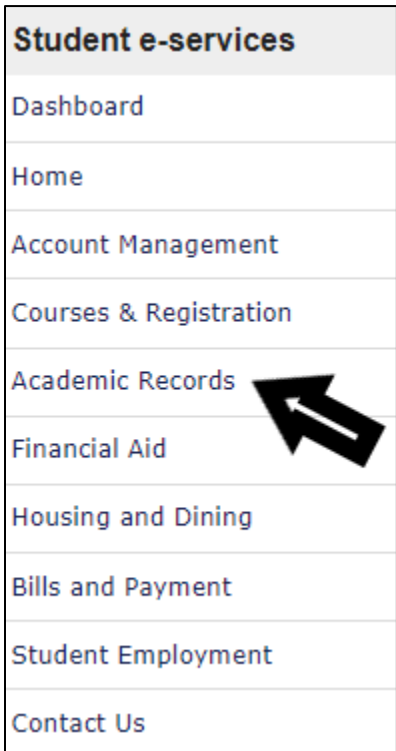 Student e-services
Dashboard
Home
Account Management
Courses & Registration
Academic Records
Financial Aid
Housing and Dining
Bills and Payment
Student Employment
Contact Us